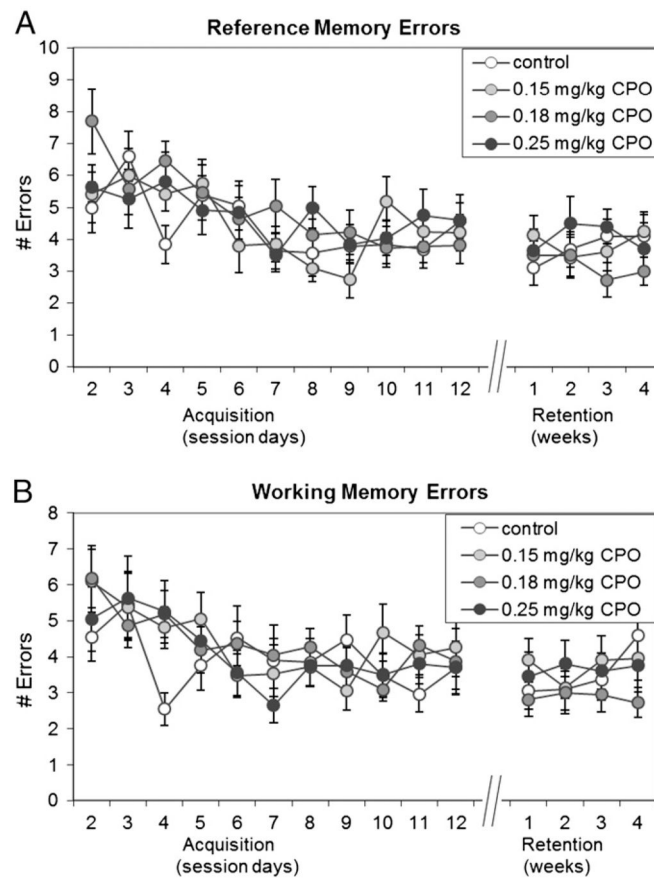 A
Reference Memory Errors
10
9
8
7
6
5
4
3
2
1
0
# Errors
control
0.15 mg/kg CPO
0.18 mg/kg CPO
0.25 mg/kg CPO
2 3 4 5 6 7 8 9 10 11 12 1 2 3 4
Acquisition
(session days)
Retention
(weeks)
B
Working Memory Errors
8
7
6
5
4
3
2
1
0
# Errors
control
0.15 mg/kg CPO
0.18 mg/kg CPO
0.25 mg/kg CPO
2 3 4 5 6 7 8 9 10 11 12 1 2 3 4
Acquisition
(session days)
Retention
(weeks)